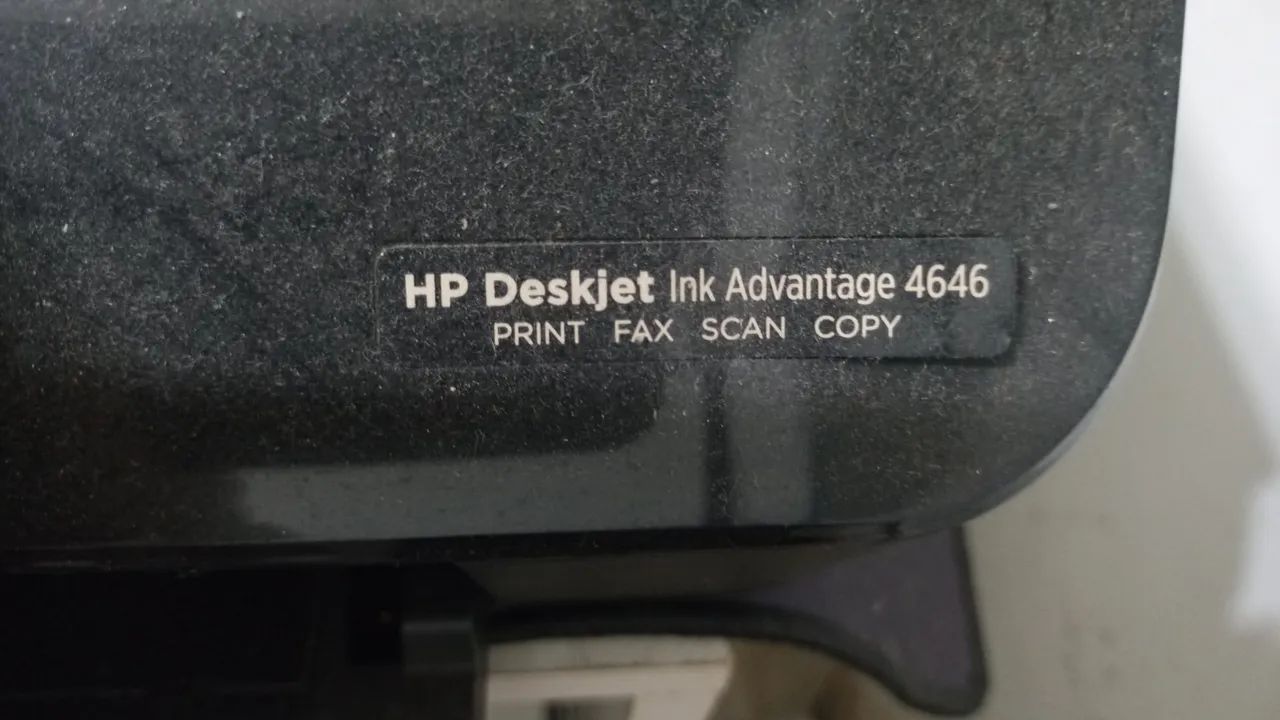 HP Deskjet Ink Advantage 4646
PRINT FAX SCAN COPY